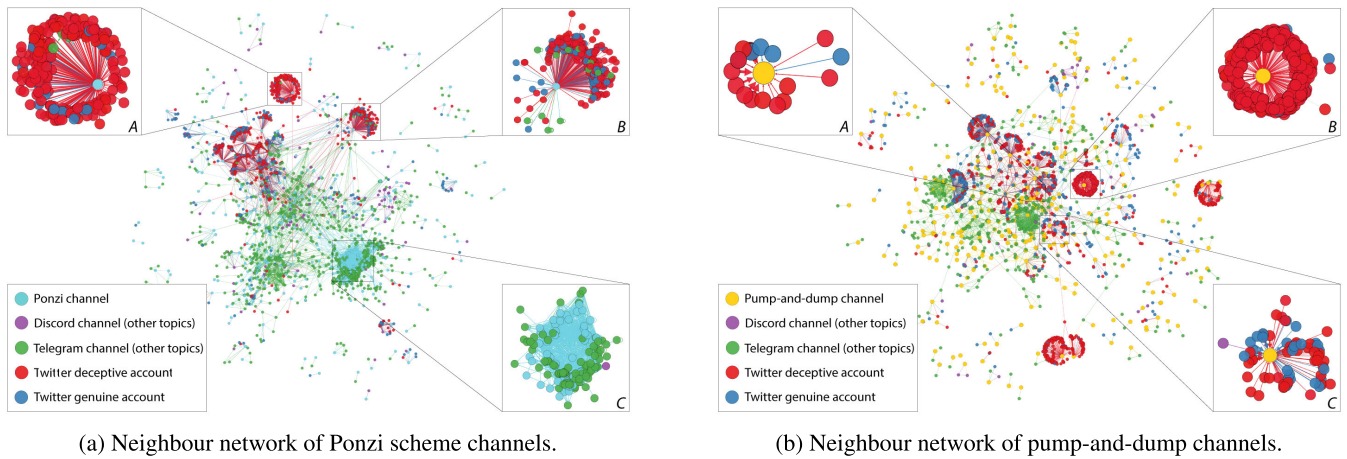 A
B
Ponzi channel
Discord channel (other topics)
Telegram channel (other topics)
Twitter deceptive account
Twitter genuine account
C
(a) Neighbour network of Ponzi scheme channels.
A
B
Pump-and-dump channel
Discord channel (other topics)
Telegram channel (other topics)
Twitter deceptive account
Twitter genuine account
C
(b) Neighbour network of pump-and-dump channels.